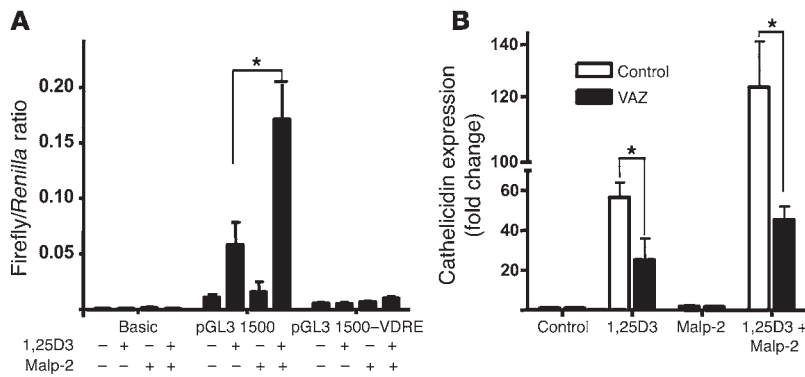 A
Firefly/Renilla ratio
0.20
0.15
0.10
0.05
*
Basic
pGL3 1500
pGL3 1500–VDRE
1,25D3 – + – + – + – + – + – +
Malp-2 – – + + – – + + – – + +
B
Cathelicidin expression
(fold change)
140
120
100
60
40
20
Control
VAZ
*
*
Control
1,25D3
Malp-2
1,25D3 +
Malp-2